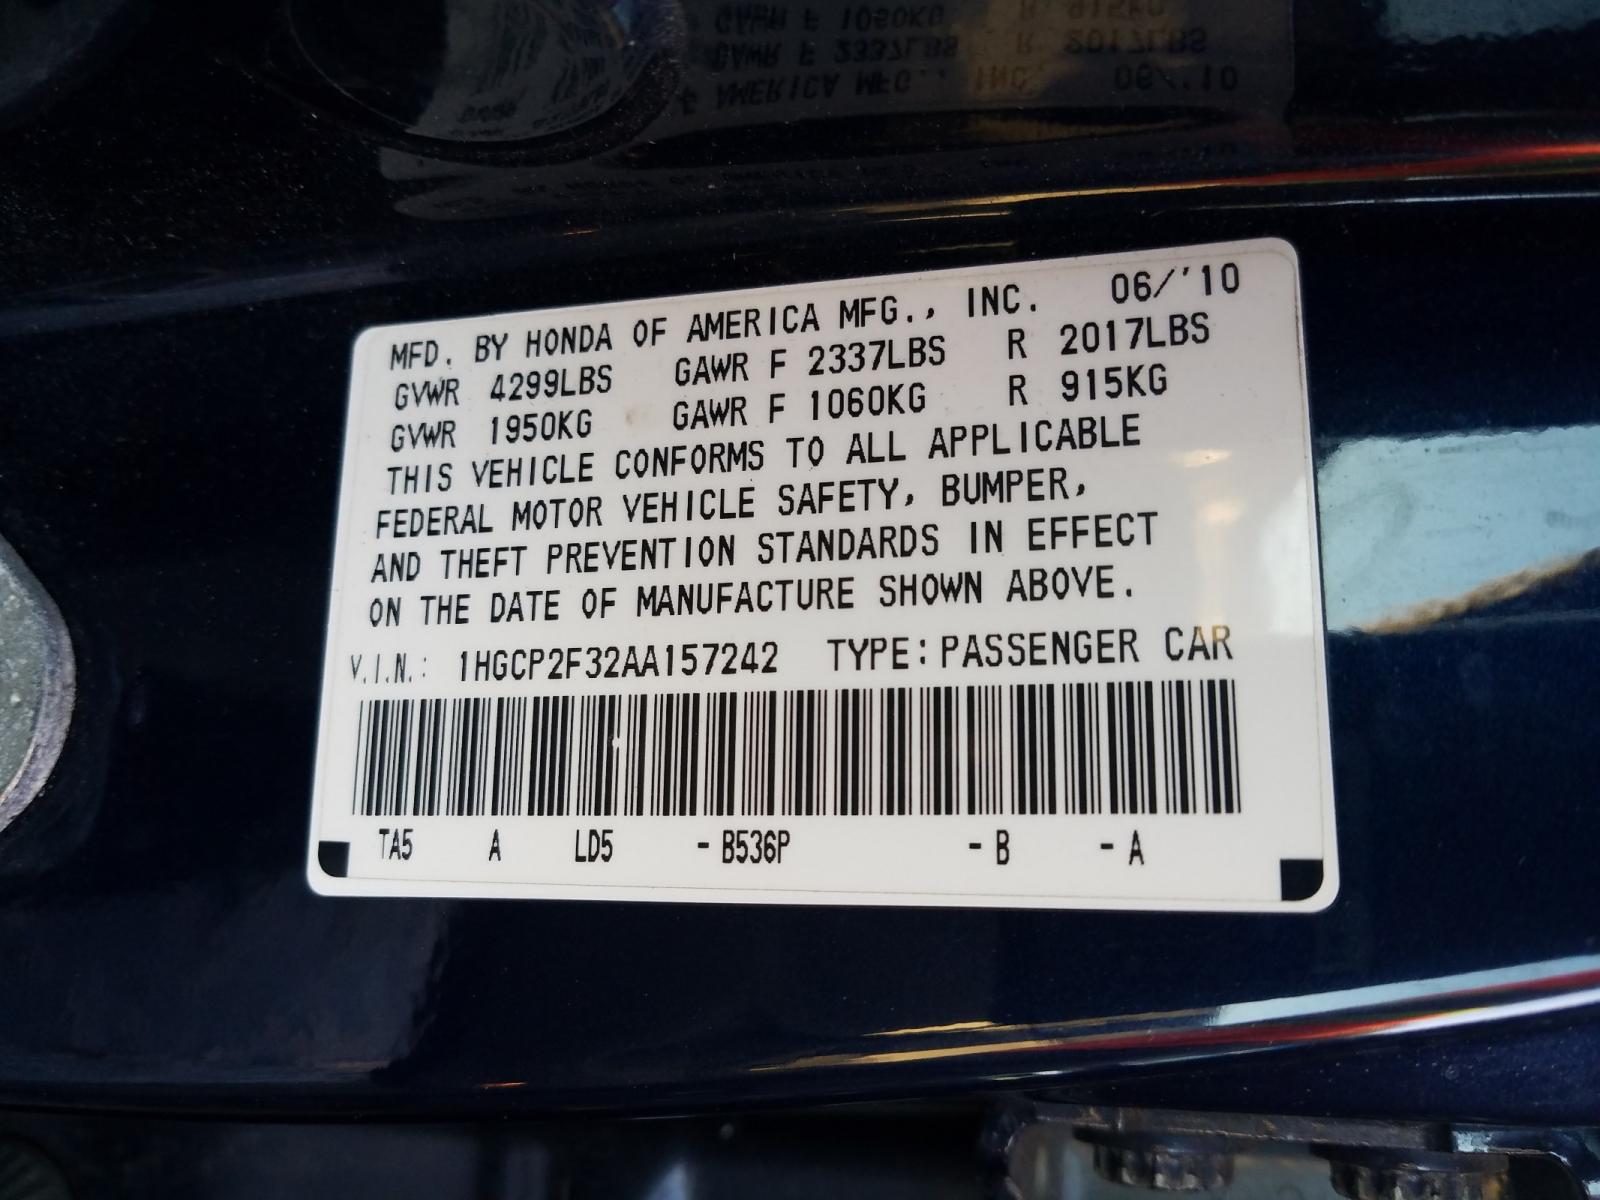 MFD. BY HONDA OF AMERICA MFG., INC. 06/'10
GVWR 4299LBS GAWR F 2337LBS R 2017LBS
GVWR 1950KG GAWR F 1060KG R 915KG
THIS VEHICLE CONFORMS TO ALL APPLICABLE
FEDERAL MOTOR VEHICLE SAFETY, BUMPER,
AND THEFT PREVENTION STANDARDS IN EFFECT
ON THE DATE OF MANUFACTURE SHOWN ABOVE.
V.I.N.: 1HGCP2F32AA157242 TYPE: PASSENGER CAR
TA5 A LD5 -B536P -B -A